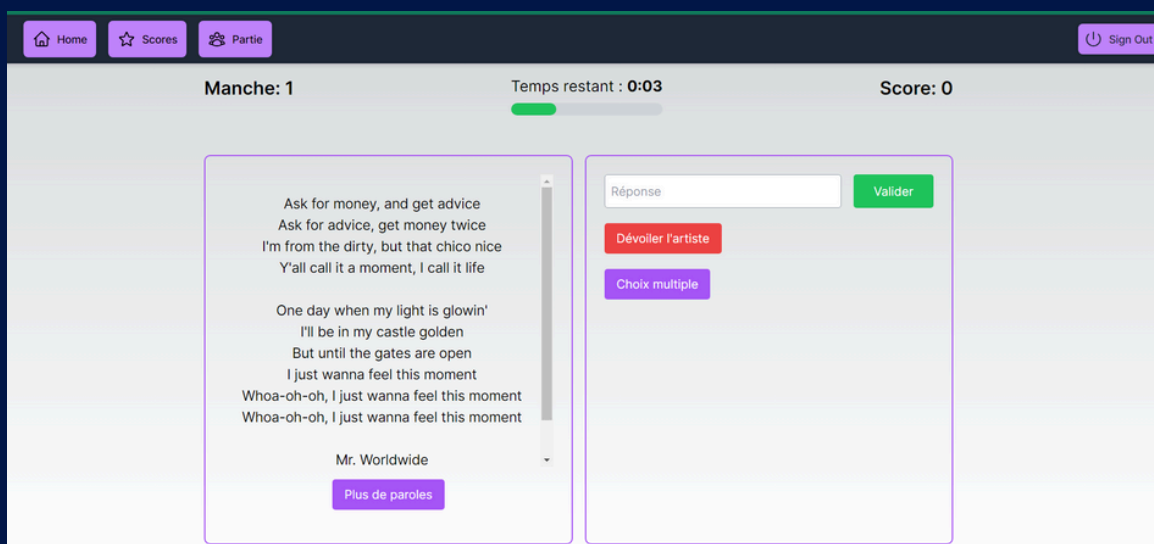 Home
Scores
Partie
Sign Out
Manche: 1
Temps restant : 0:03
Score: 0
Ask for money, and get advice
Ask for advice, get money twice
I'm from the dirty, but that chico nice
Y'all call it a moment, I call it life
One day when my light is glowin'
I'll be in my castle golden
But until the gates are open
I just wanna feel this moment
Whoa-oh-oh, I just wanna feel this moment
Whoa-oh-oh, I just wanna feel this moment
Mr. Worldwide
Plus de paroles
Réponse
Valider
Dévoiler l'artiste
Choix multiple